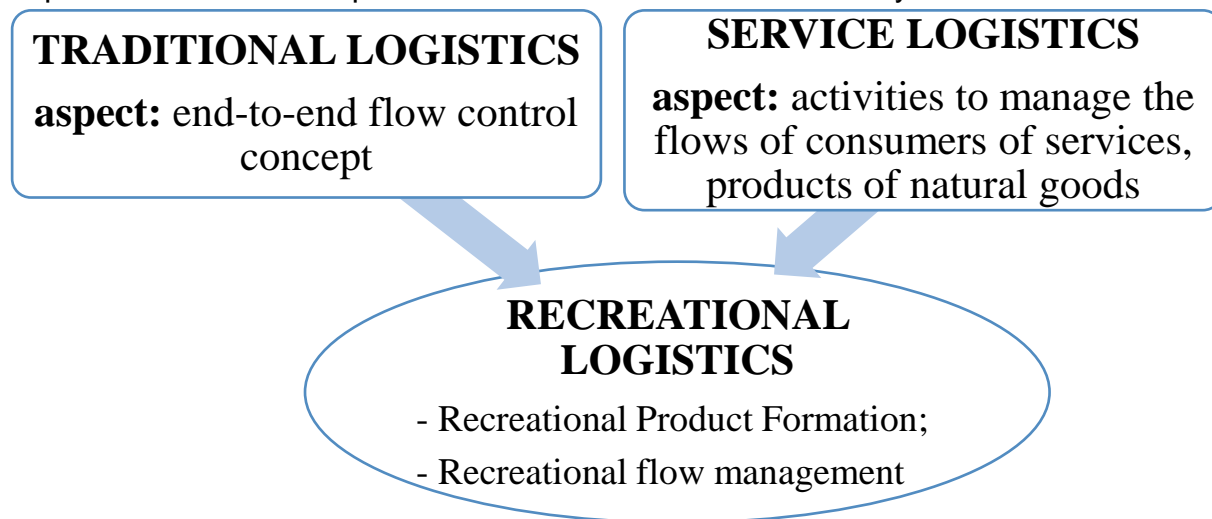 TRADITIONAL LOGISTICS
aspect: end-to-end flow control
concept
SERVICE LOGISTICS
aspect: activities to manage the
flows of consumers of services,
products of natural goods
RECREATIONAL
LOGISTICS
- Recreational Product Formation;
- Recreational flow management